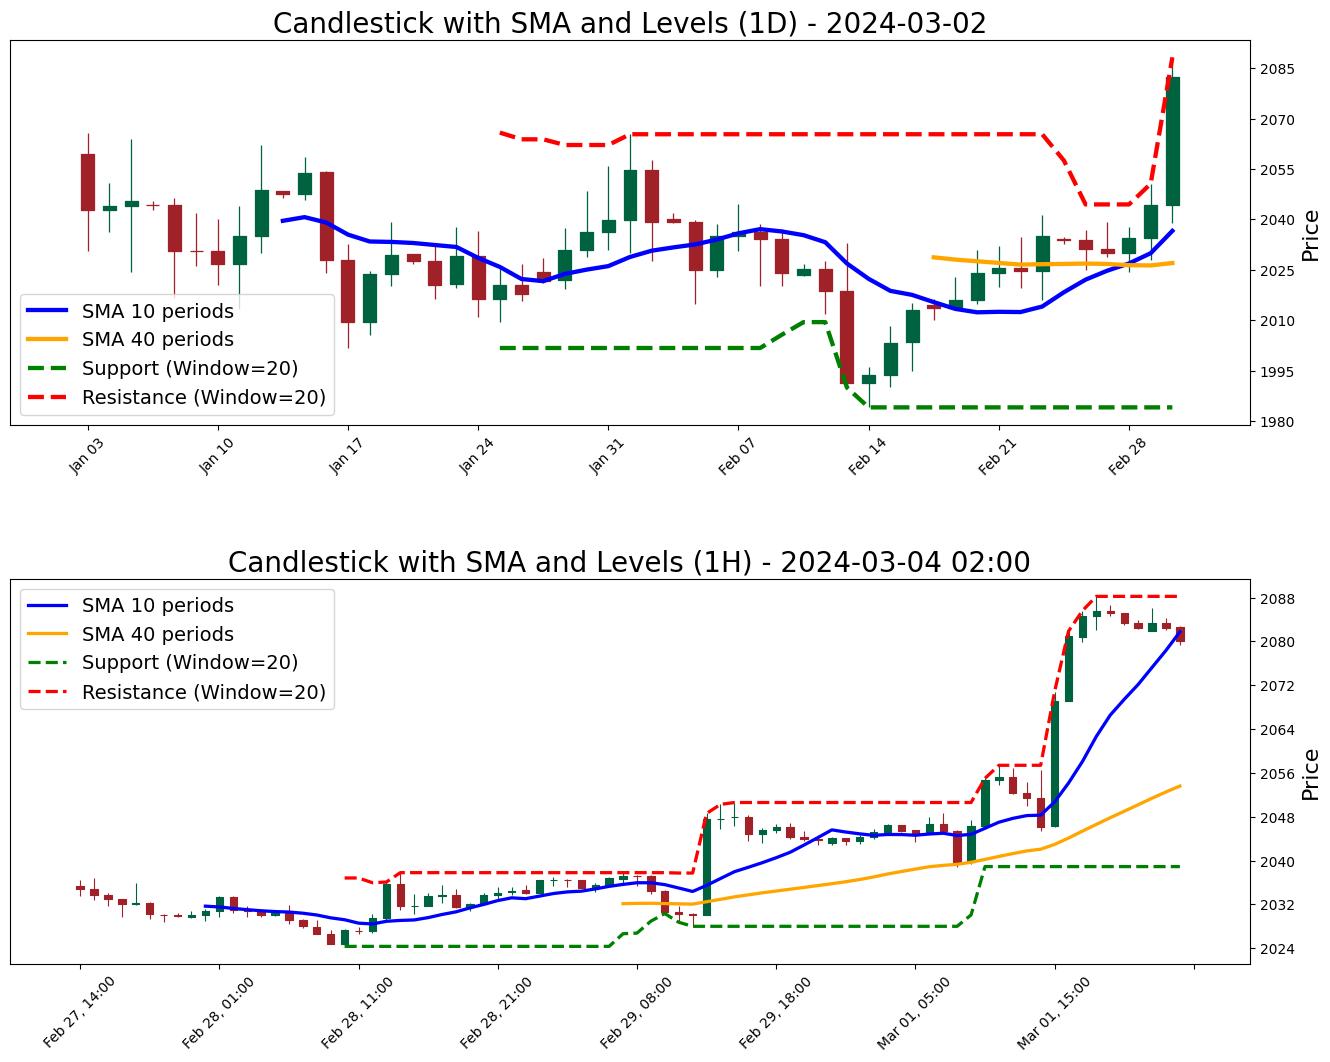 Candlestick with SMA and Levels (1D) - 2024-03-02
SMA 10 periods
SMA 40 periods
Support (Window=20)
Resistance (Window=20)
2085
2070
2055
2040
2025
2010
1995
1980
Price
Jan 03
Jan 10
Jan 17
Jan 24
Jan 31
Feb 07
Feb 14
Feb 21
Feb 28
Candlestick with SMA and Levels (1H) - 2024-03-04 02:00
SMA 10 periods
SMA 40 periods
Support (Window=20)
Resistance (Window=20)
2088
2080
2072
2064
2056
2048
2040
2032
2024
Price
Feb 27, 14:00
Feb 28, 01:00
Feb 28, 11:00
Feb 28, 21:00
Feb 29, 08:00
Feb 29, 18:00
Mar 01, 05:00
Mar 01, 15:00